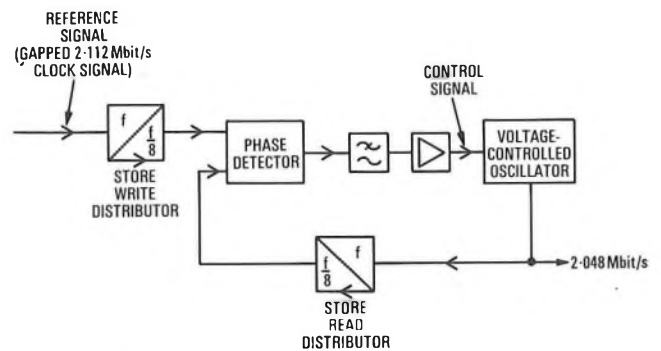 REFERENCE
SIGNAL
(GAPPED 2·112 Mbit/s
CLOCK SIGNAL)
f
f/8
STORE
WRITE
DISTRIBUTOR
PHASE
DETECTOR
CONTROL
SIGNAL
VOLTAGE-
CONTROLLED
OSCILLATOR
f/8
f
STORE
READ
DISTRIBUTOR
2·048 Mbit/s